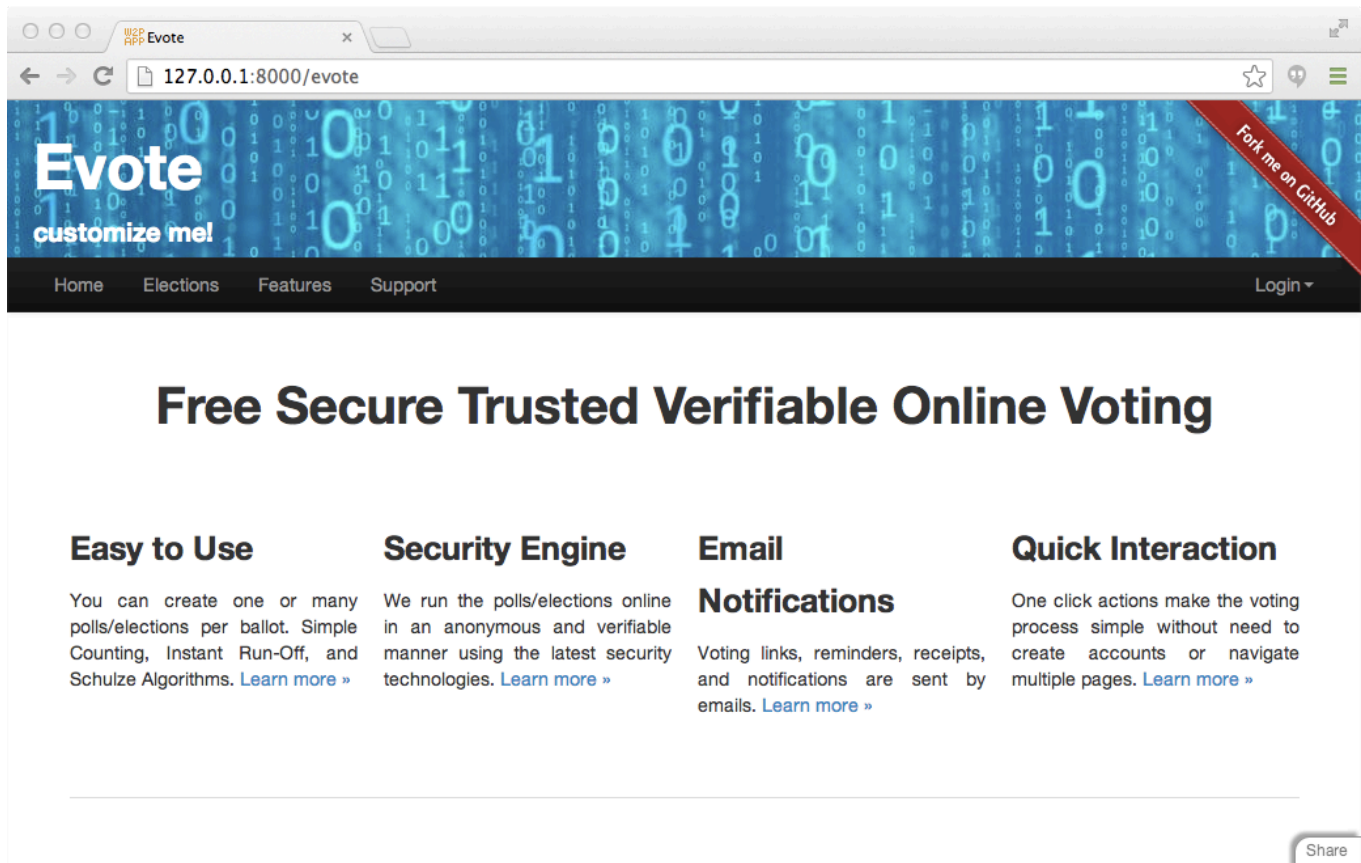 W2P
APP Evote
127.0.0.1:8000/evote
Evote
customize me!
Fork me on GitHub
Home Elections Features Support Login
Free Secure Trusted Verifiable Online Voting
Easy to Use
You can create one or many
polls/elections per ballot. Simple
Counting, Instant Run-Off, and
Schulze Algorithms. Learn more »
Security Engine
We run the polls/elections online
in an anonymous and verifiable
manner using the latest security
technologies. Learn more »
Email
Notifications
Voting links, reminders, receipts,
and notifications are sent by
emails. Learn more »
Quick Interaction
One click actions make the voting
process simple without need to
create accounts or navigate
multiple pages. Learn more »
Share